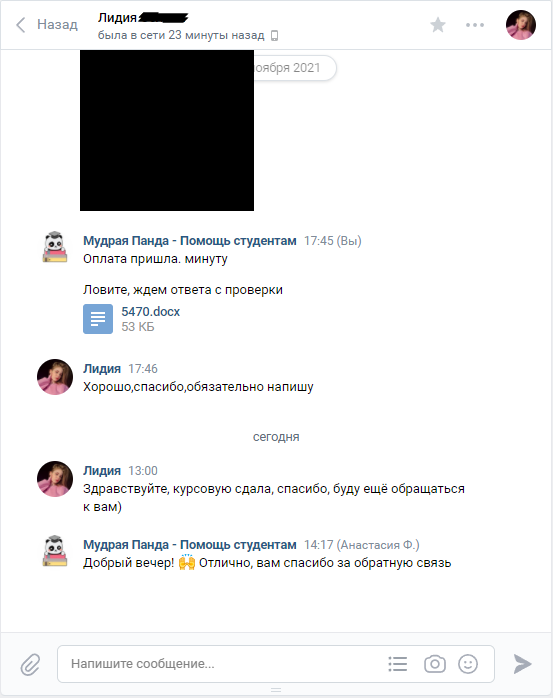 Назад
Лидия
была в сети 23 минуты назад
ноября 2021
Мудрая Панда - Помощь студентам 17:45 (Вы)
Оплата пришла. минуту
Ловите, ждем ответа с проверки
5470.docx
53 КБ
Лидия 17:46
Хорошо,спасибо,обязательно напишу
сегодня
Лидия 13:00
Здравствуйте, курсовую сдала, спасибо, буду ещё обращаться
к вам)
Мудрая Панда - Помощь студентам 14:17 (Анастасия Ф.)
Добрый вечер! 🙌 Отлично, вам спасибо за обратную связь
Напишите сообщение...